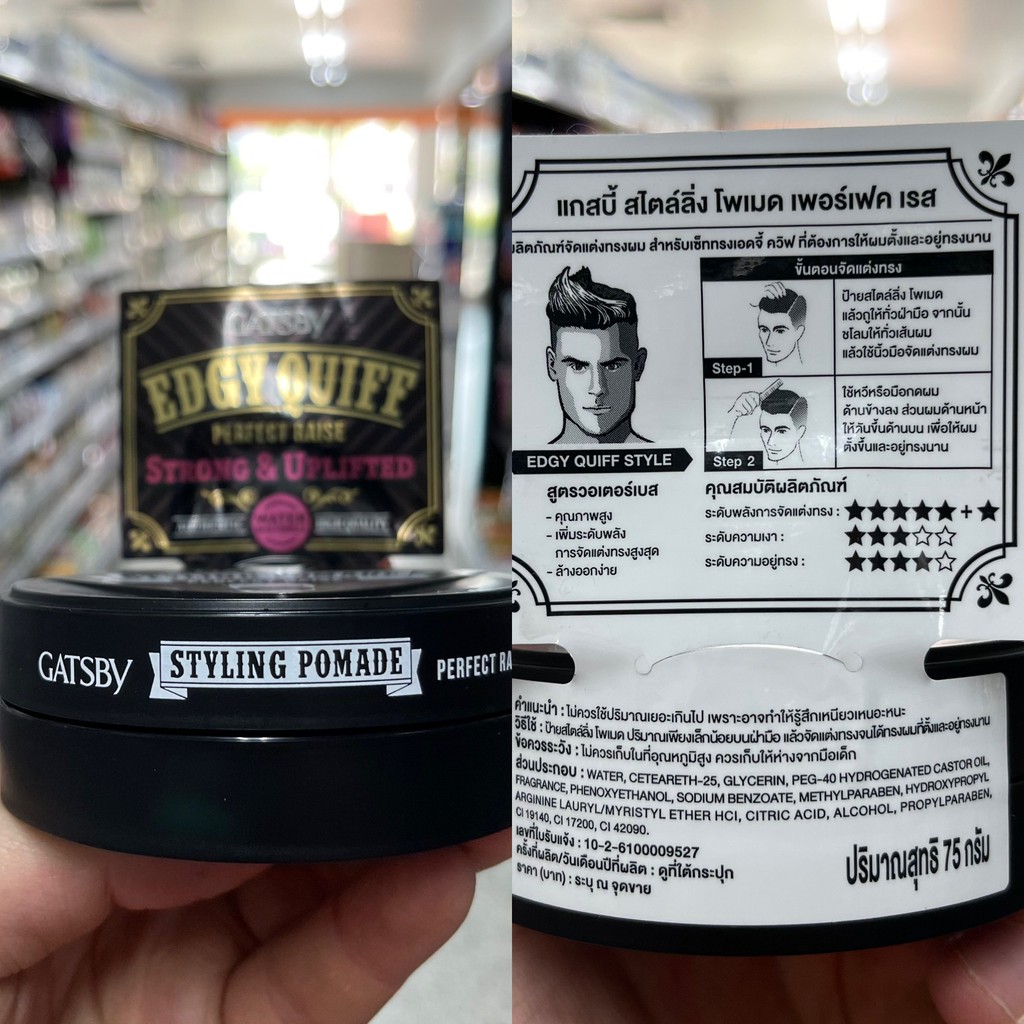 GATSBY
EDGY QUIFF
PERFECT RAISE
STRONG & UPLIFTED
WATER
GATSBY STYLING POMADE PERFECT RA
แกสบี้ สไตล์ลิ่ง โพเมด เพอร์เฟค เรส
ลิตภัณฑ์จัดแต่งทรงผม สำหรับเซ็ททรงเอดจี้ ควิฟ ที่ต้องการให้ผมตั้งและอยู่ทรงนาน
EDGY QUIFF STYLE
ขั้นตอนจัดแต่งทรง
Step-1
ป้ายสไตล์ลิ่ง โพเมด
แล้วถูให้ทั่วฝ่ามือ จากนั้น
ชโลมให้ทั่วเส้นผม
แล้วใช้นิ้วมือจัดแต่งทรงผม
Step 2
ใช้หวีหรือมือกดผม
ด้านข้างลง ส่วนผมด้านหน้า
ให้ดันขึ้นด้านบน เพื่อให้ผม
ตั้งขึ้นและอยู่ทรงนาน
สูตรวอเตอร์เบส
- คุณภาพสูง
- เพิ่มระดับพลัง
การจัดแต่งทรงสูงสุด
- ล้างออกง่าย
คุณสมบัติผลิตภัณฑ์
ระดับพลังการจัดแต่งทรง : ★★★★★+★
ระดับความเงา : ★★★☆☆
ระดับความอยู่ทรง : ★★★★☆
คำแนะนำ : ไม่ควรใช้ปริมาณเยอะเกินไป เพราะอาจทำให้รู้สึกเหนียวเหนอะหนะ
วิธีใช้ : ป้ายสไตล์ลิ่ง โพเมด ปริมาณเพียงเล็กน้อยบนฝ่ามือ แล้วจัดแต่งทรงจนได้ทรงผมที่ตั้งและอยู่ทรงนาน
ข้อควรระวัง : ไม่ควรเก็บในที่อุณหภูมิสูง ควรเก็บให้ห่างจากมือเด็ก
ส่วนประกอบ : WATER, CETEARETH-25, GLYCERIN, PEG-40 HYDROGENATED CASTOR OIL,
FRAGRANCE, PHENOXYETHANOL, SODIUM BENZOATE, METHYLPARABEN, HYDROXYPROPYL
ARGININE LAURYL/MYRISTYL ETHER HCI, CITRIC ACID, ALCOHOL, PROPYLPARABEN,
CI 19140, CI 17200, CI 42090.
เลขที่ใบรับแจ้ง : 10-2-6100009527
ครั้งที่ผลิต/วันเดือนปีที่ผลิต : ดูที่ใต้กระปุก
ราคา (บาท) : ระบุ ณ จุดขาย
ปริมาณสุทธิ 75 กรัม